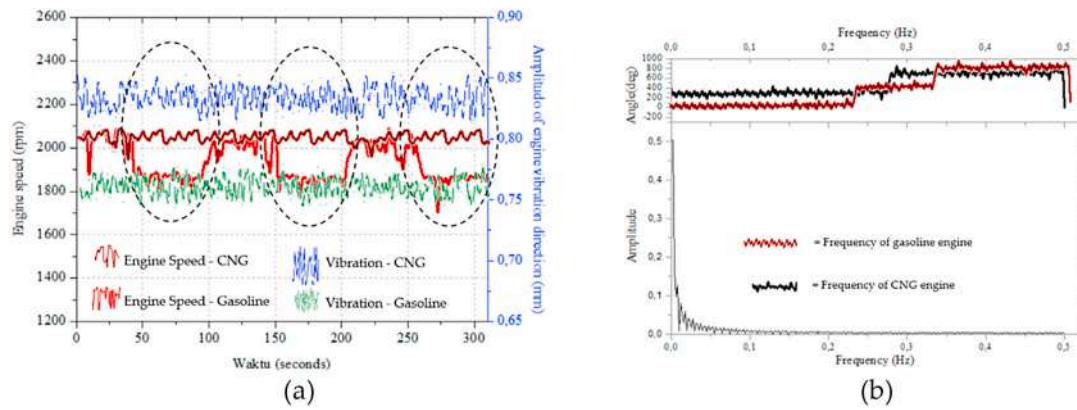 2600
2400
2200
2000
1800
1600
1400
1200
Engine speed (rpm)
0,90
0,85
0,80
0,75
0,70
0,65
Amplitudo of engine vibration direction (mm)
Engine Speed - CNG
Vibration - CNG
Engine Speed - Gasoline
Vibration - Gasoline
0 50 100 150 200 250 300
Waktu (seconds)
(a)
Frequency (Hz)
0,0 0,1 0,2 0,3 0,4 0,5
1000
800
600
400
200
0
-200
Angle(deg)
0,5
0,4
0,3
0,2
0,1
0,0
Amplitude
= Frequency of gasoline engine
= Frequency of CNG engine
0,0 0,1 0,2 0,3 0,4 0,5
Frequency (Hz)
(b)